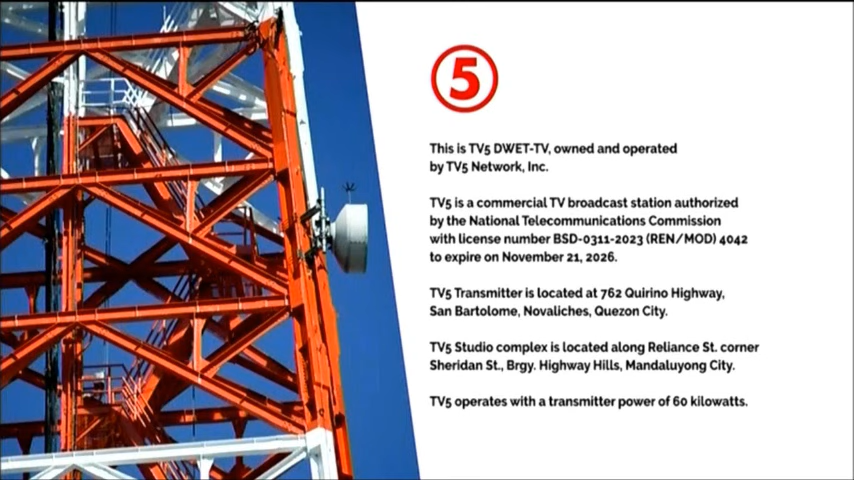 5
This is TV5 DWET-TV, owned and operated
by TV5 Network, Inc.
TV5 is a commercial TV broadcast station authorized
by the National Telecommunications Commission
with license number BSD-0311-2023 (REN/MOD) 4042
to expire on November 21, 2026.
TV5 Transmitter is located at 762 Quirino Highway,
San Bartolome, Novaliches, Quezon City.
TV5 Studio complex is located along Reliance St. corner
Sheridan St., Brgy. Highway Hills, Mandaluyong City.
TV5 operates with a transmitter power of 60 kilowatts.